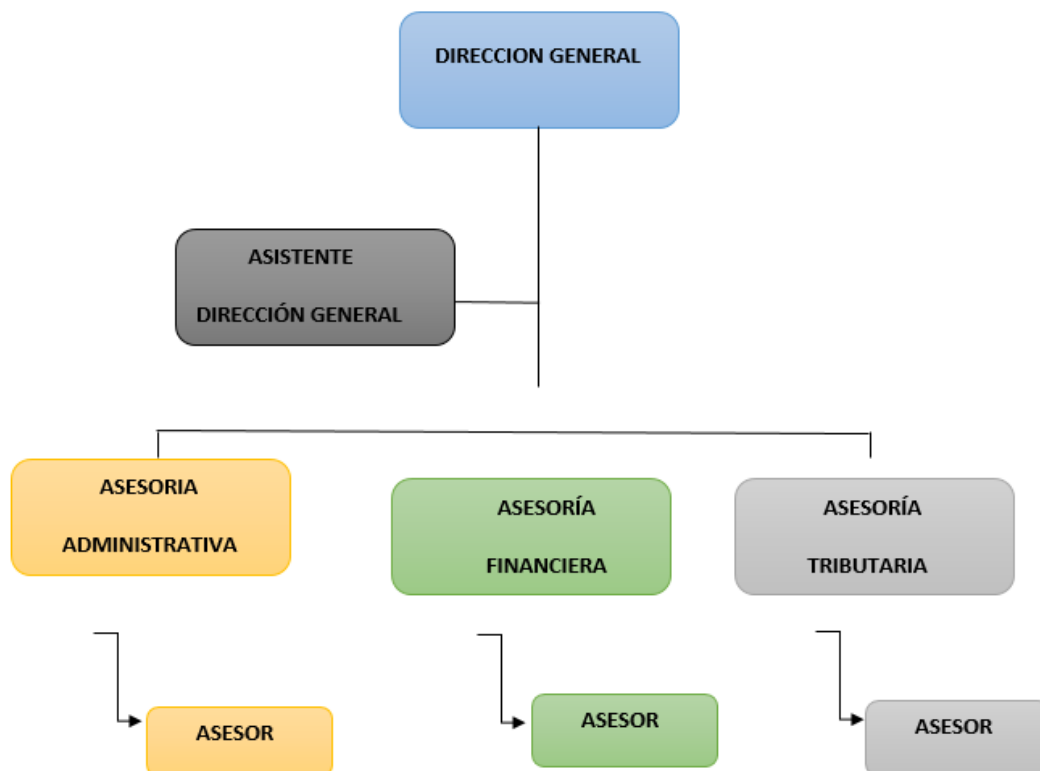 DIRECCION GENERAL
ASISTENTE
DIRECCIÓN GENERAL
ASESORIA
ADMINISTRATIVA
ASESORÍA
FINANCIERA
ASESORÍA
TRIBUTARIA
ASESOR
ASESOR
ASESOR